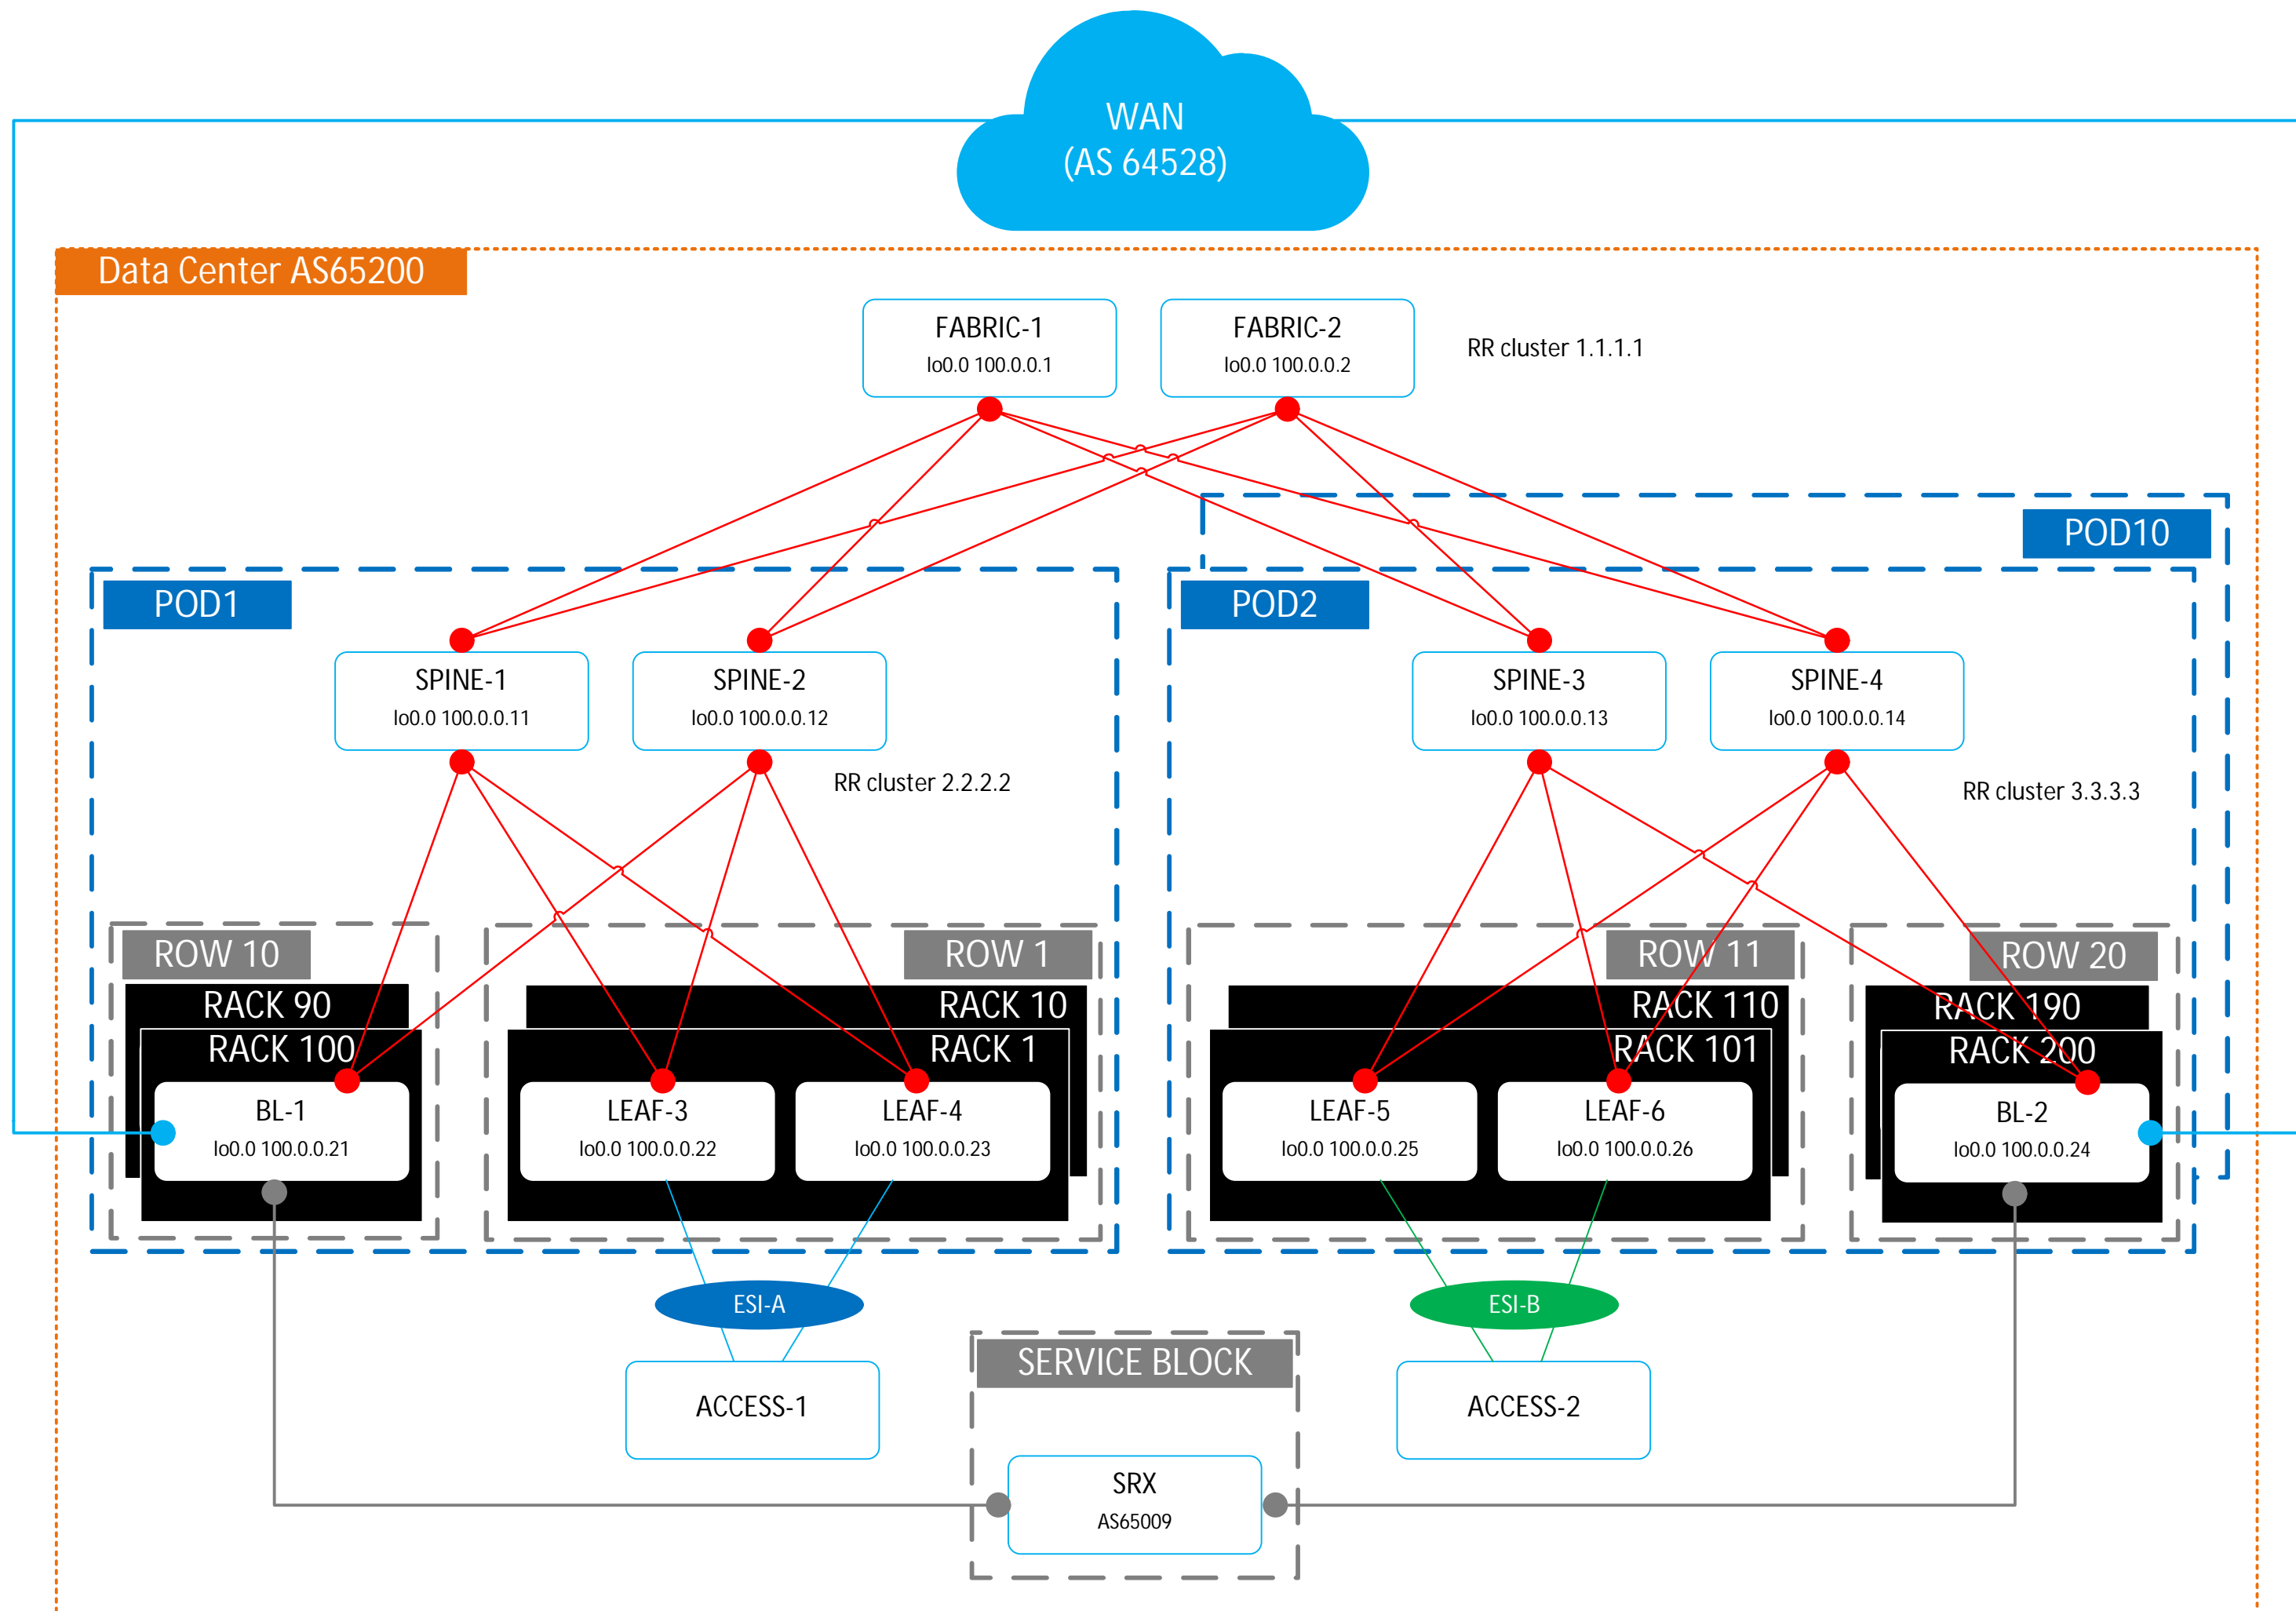 WAN
(AS 64528)
Data Center AS65200
FABRIC-1
lo0.0 100.0.0.1
FABRIC-2
lo0.0 100.0.0.2
RR cluster 1.1.1.1
POD10
POD1
POD2
SPINE-1
lo0.0 100.0.0.11
SPINE-2
lo0.0 100.0.0.12
SPINE-3
lo0.0 100.0.0.13
SPINE-4
lo0.0 100.0.0.14
RR cluster 2.2.2.2
RR cluster 3.3.3.3
ROW 10
ROW 1
ROW 11
ROW 20
RACK 90
RACK 10
RACK 110
RACK 190
RACK 100
RACK 1
RACK 101
RACK 200
BL-1
lo0.0 100.0.0.21
LEAF-3
lo0.0 100.0.0.22
LEAF-4
lo0.0 100.0.0.23
LEAF-5
lo0.0 100.0.0.25
LEAF-6
lo0.0 100.0.0.26
BL-2
lo0.0 100.0.0.24
ESI-A
ESI-B
SERVICE BLOCK
ACCESS-1
ACCESS-2
SRX
AS65009